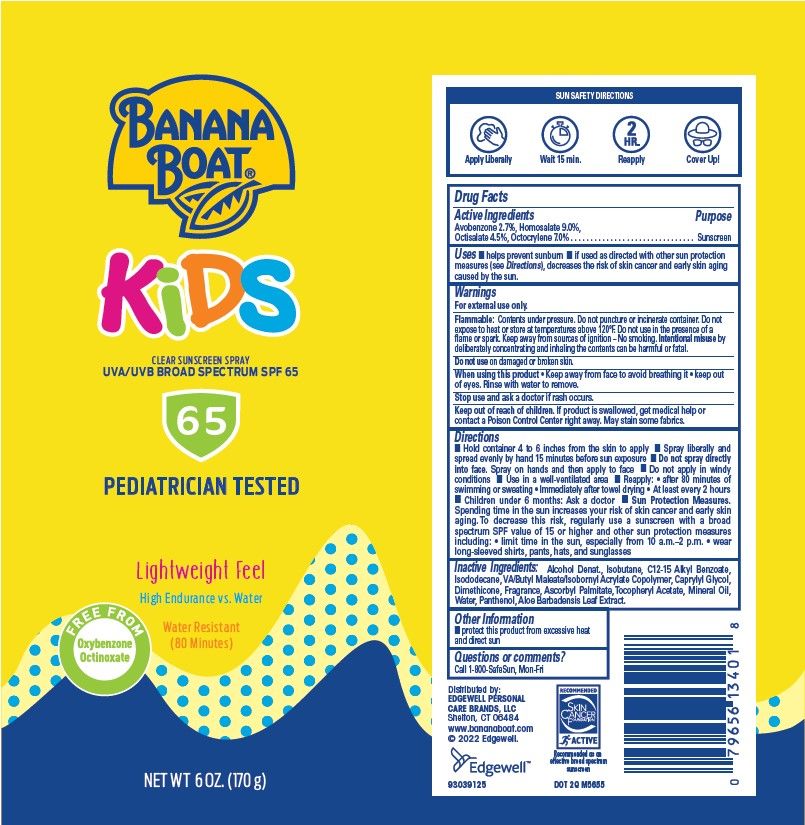 BANANA
BOAT®
KiDS
CLEAR SUNSCREEN SPRAY
UVA/UVB BROAD SPECTRUM SPF 65
65
PEDIATRICIAN TESTED
Lightweight Feel
High Endurance vs. Water
Water Resistant
(80 Minutes)
FREE FROM
Oxybenzone
Octinoxate
NET WT 6 OZ. (170 g)
SUN SAFETY DIRECTIONS
Apply Liberally
Wait 15 min.
2
HR.
Reapply
Cover Up!
Drug Facts
Active Ingredients Purpose
Avobenzone 2.7%, Homosalate 9.0%,
Octisalate 4.5%, Octocrylene 7.0% . . . . . . . . . . . . . . . . . . . . . . . . . . . . . . . Sunscreen
Uses ■ helps prevent sunburn ■ if used as directed with other sun protection
measures (see Directions), decreases the risk of skin cancer and early skin aging
caused by the sun.
Warnings
For external use only.
Flammable: Contents under pressure. Do not puncture or incinerate container. Do not
expose to heat or store at temperatures above 120°F. Do not use in the presence of a
flame or spark. Keep away from sources of ignition – No smoking. Intentional misuse by
deliberately concentrating and inhaling the contents can be harmful or fatal.
Do not use on damaged or broken skin.
When using this product • Keep away from face to avoid breathing it • keep out
of eyes. Rinse with water to remove.
Stop use and ask a doctor if rash occurs.
Keep out of reach of children. If product is swallowed, get medical help or
contact a Poison Control Center right away. May stain some fabrics.
Directions
■ Hold container 4 to 6 inches from the skin to apply ■ Spray liberally and
spread evenly by hand 15 minutes before sun exposure ■ Do not spray directly
into face. Spray on hands and then apply to face ■ Do not apply in windy
conditions ■ Use in a well-ventilated area ■ Reapply: • after 80 minutes of
swimming or sweating • Immediately after towel drying • At least every 2 hours
■ Children under 6 months: Ask a doctor ■ Sun Protection Measures.
Spending time in the sun increases your risk of skin cancer and early skin
aging. To decrease this risk, regularly use a sunscreen with a broad
spectrum SPF value of 15 or higher and other sun protection measures
including: • limit time in the sun, especially from 10 a.m.–2 p.m. • wear
long-sleeved shirts, pants, hats, and sunglasses
Inactive Ingredients: Alcohol Denat., Isobutane, C12-15 Alkyl Benzoate,
Isododecane, VA/Butyl Maleate/Isobornyl Acrylate Copolymer, Caprylyl Glycol,
Dimethicone, Fragrance, Ascorbyl Palmitate, Tocopheryl Acetate, Mineral Oil,
Water, Panthenol, Aloe Barbadensis Leaf Extract.
Other Information
■ protect this product from excessive heat
and direct sun
Questions or comments?
Call 1-800-SafeSun, Mon-Fri
Distributed by:
EDGEWELL PERSONAL
CARE BRANDS, LLC
Shelton, CT 06484
www.bananaboat.com
© 2022 Edgewell.
Edgewell™
93039125
RECOMMENDED
SKIN
CANCER
FOUNDATION
ACTIVE
Recommended as an
effective broad spectrum
sunscreen
DOT 2Q M5655
0 79656 13401 8